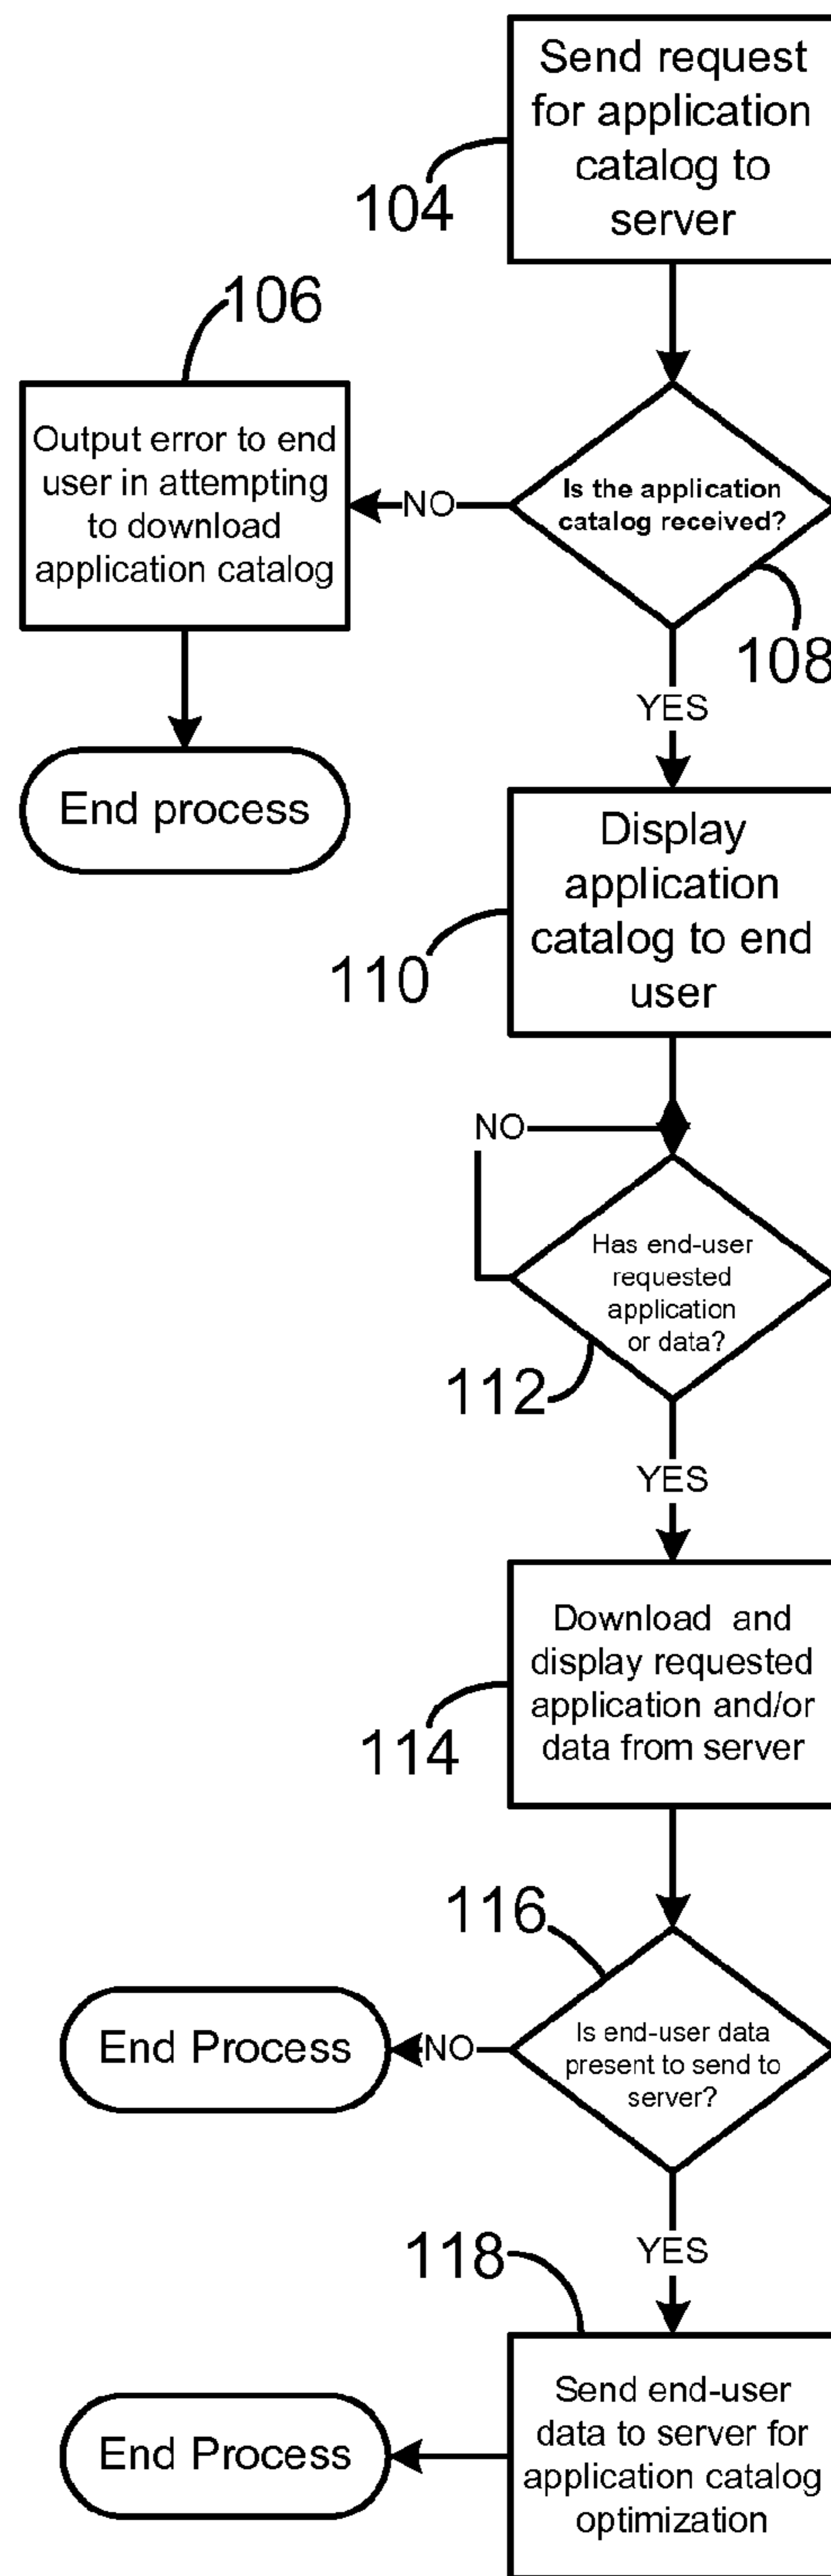 Send request
for application
catalog to
server
104
106
Output error to end
user in attempting
to download
application catalog
NO
Is the application
catalog received?
108
YES
End process
Display
application
catalog to end
user
110
NO
Has end-user
requested
application
or data?
112
YES
Download and
display requested
application and/or
data from server
114
116
End Process
NO
Is end-user data
present to send to
server?
YES
118
Send end-user
data to server for
application catalog
optimization
End Process